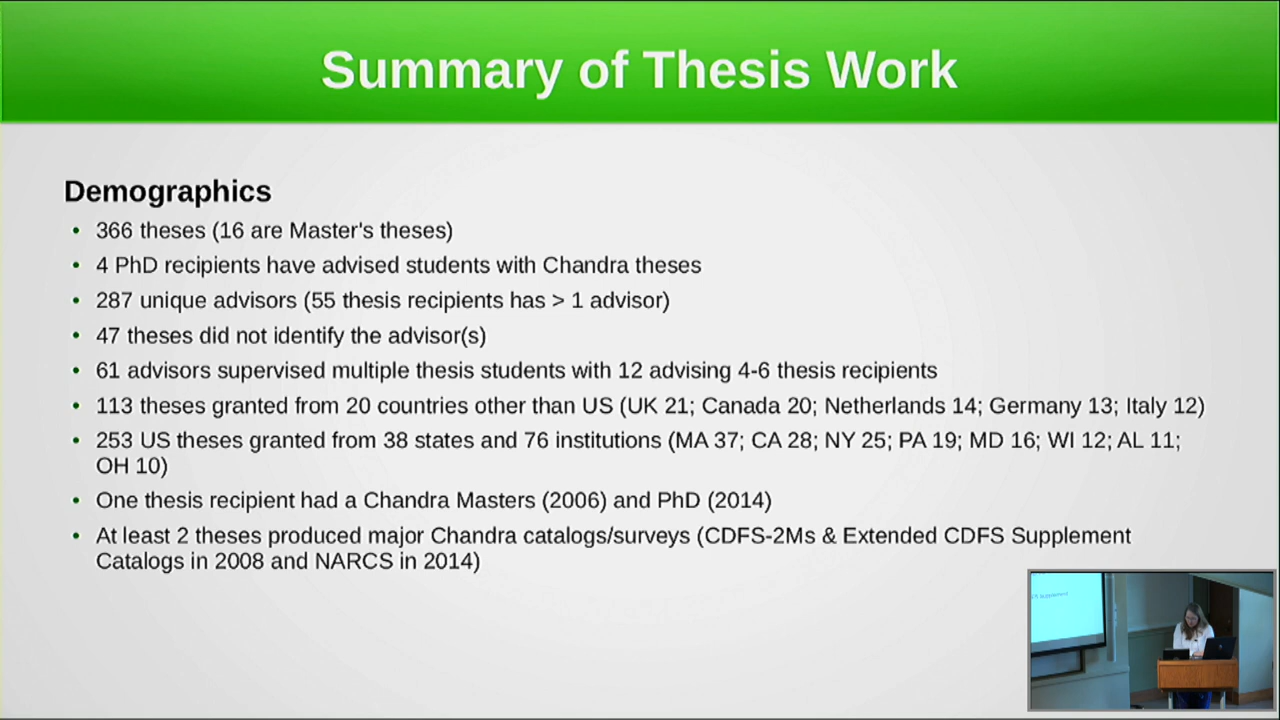 Summary of Thesis Work
Demographics
• 366 theses (16 are Master's theses)
• 4 PhD recipients have advised students with Chandra theses
• 287 unique advisors (55 thesis recipients has > 1 advisor)
• 47 theses did not identify the advisor(s)
• 61 advisors supervised multiple thesis students with 12 advising 4-6 thesis recipients
• 113 theses granted from 20 countries other than US (UK 21; Canada 20; Netherlands 14; Germany 13; Italy 12)
• 253 US theses granted from 38 states and 76 institutions (MA 37; CA 28; NY 25; PA 19; MD 16; WI 12; AL 11;
OH 10)
• One thesis recipient had a Chandra Masters (2006) and PhD (2014)
• At least 2 theses produced major Chandra catalogs/surveys (CDFS-2Ms & Extended CDFS Supplement
Catalogs in 2008 and NARCS in 2014)